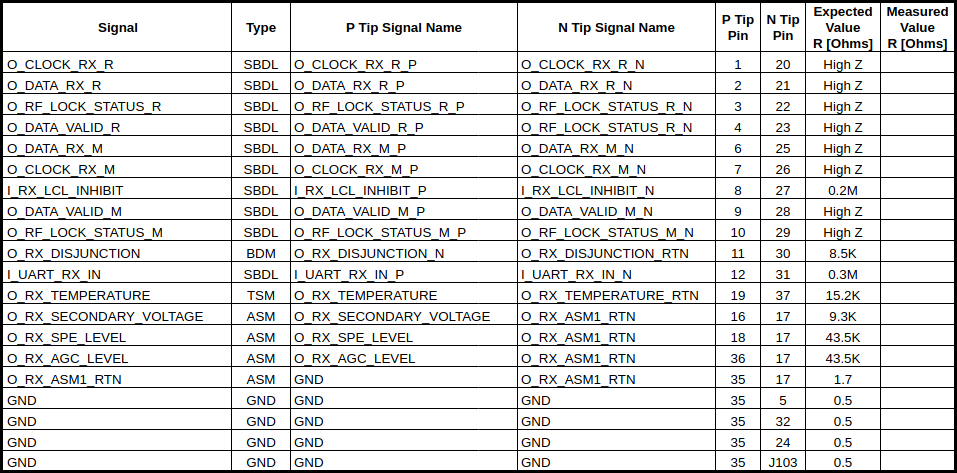 Signal Type P Tip Signal Name N Tip Signal Name P Tip Pin N Tip Pin Expected Value R [Ohms] Measured Value R [Ohms]
O_CLOCK_RX_R SBDL O_CLOCK_RX_R_P O_CLOCK_RX_R_N 1 20 High Z
O_DATA_RX_R SBDL O_DATA_RX_R_P O_DATA_RX_R_N 2 21 High Z
O_RF_LOCK_STATUS_R SBDL O_RF_LOCK_STATUS_R_P O_RF_LOCK_STATUS_R_N 3 22 High Z
O_DATA_VALID_R SBDL O_DATA_VALID_R_P O_RF_LOCK_STATUS_R_N 4 23 High Z
O_DATA_RX_M SBDL O_DATA_RX_M_P O_DATA_RX_M_N 6 25 High Z
O_CLOCK_RX_M SBDL O_CLOCK_RX_M_P O_CLOCK_RX_M_N 7 26 High Z
I_RX_LCL_INHIBIT SBDL I_RX_LCL_INHIBIT_P I_RX_LCL_INHIBIT_N 8 27 0.2M
O_DATA_VALID_M SBDL O_DATA_VALID_M_P O_DATA_VALID_M_N 9 28 High Z
O_RF_LOCK_STATUS_M SBDL O_RF_LOCK_STATUS_M_P O_RF_LOCK_STATUS_M_N 10 29 High Z
O_RX_DISJUNCTION BDM O_RX_DISJUNCTION_N O_RX_DISJUNCTION_RTN 11 30 8.5K
I_UART_RX_IN SBDL I_UART_RX_IN_P I_UART_RX_IN_N 12 31 0.3M
O_RX_TEMPERATURE TSM O_RX_TEMPERATURE O_RX_TEMPERATURE_RTN 19 37 15.2K
O_RX_SECONDARY_VOLTAGE ASM O_RX_SECONDARY_VOLTAGE O_RX_ASM1_RTN 16 17 9.3K
O_RX_SPE_LEVEL ASM O_RX_SPE_LEVEL O_RX_ASM1_RTN 18 17 43.5K
O_RX_AGC_LEVEL ASM O_RX_AGC_LEVEL O_RX_ASM1_RTN 36 17 43.5K
O_RX_ASM1_RTN ASM GND O_RX_ASM1_RTN 35 17 1.7
GND GND GND GND 35 5 0.5
GND GND GND GND 35 32 0.5
GND GND GND GND 35 24 0.5
GND GND GND GND 35 J103 0.5